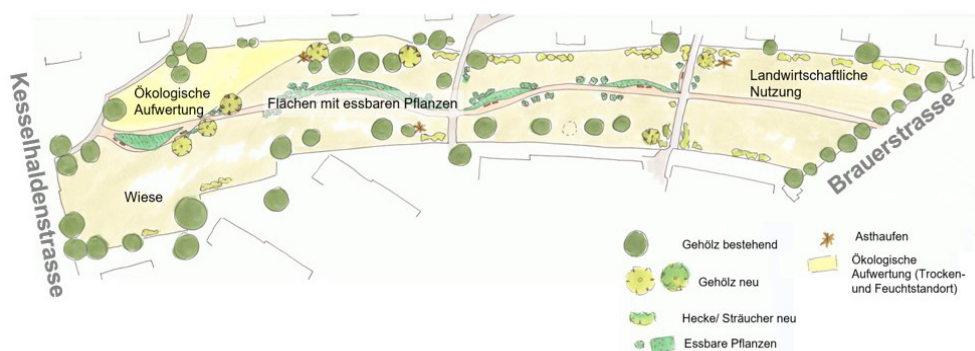 Kesselhaldenstrasse
Ökologische
Aufwertung
Flächen mit essbaren Pflanzen
Landwirtschaftliche
Nutzung
Wiese
Brauerstrasse
Gehölz bestehend
Gehölz neu
Hecke/ Sträucher neu
Essbare Pflanzen
Asthaufen
Ökologische
Aufwertung (Trocken-
und Feuchtstandort)